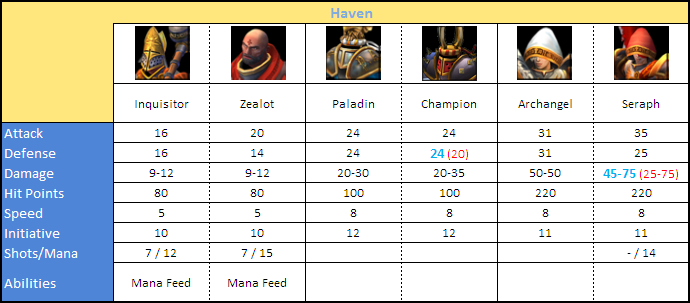 Haven
Inquisitor Zealot Paladin Champion Archangel Seraph
Attack 16 20 24 24 31 35
Defense 16 14 24 24 (20) 31 25
Damage 9-12 9-12 20-30 20-35 50-50 45-75 (25-75)
Hit Points 80 80 100 100 220 220
Speed 5 5 8 8 8 8
Initiative 10 10 12 12 11 11
Shots/Mana 7 / 12 7 / 15 - / 14
Abilities Mana Feed Mana Feed